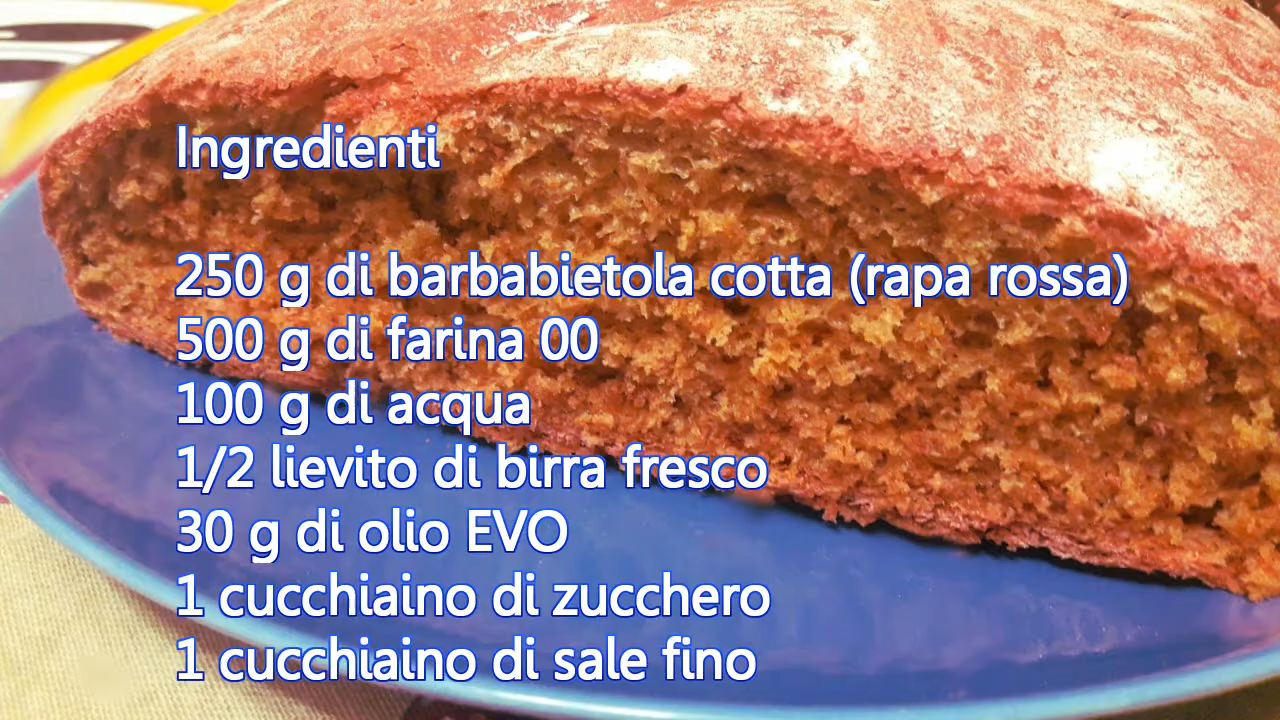 Ingredienti
250 g di barbabietola cotta (rapa rossa)
500 g di farina 00
100 g di acqua
1/2 lievito di birra fresco
30 g di olio EVO
1 cucchiaino di zucchero
1 cucchiaino di sale fino